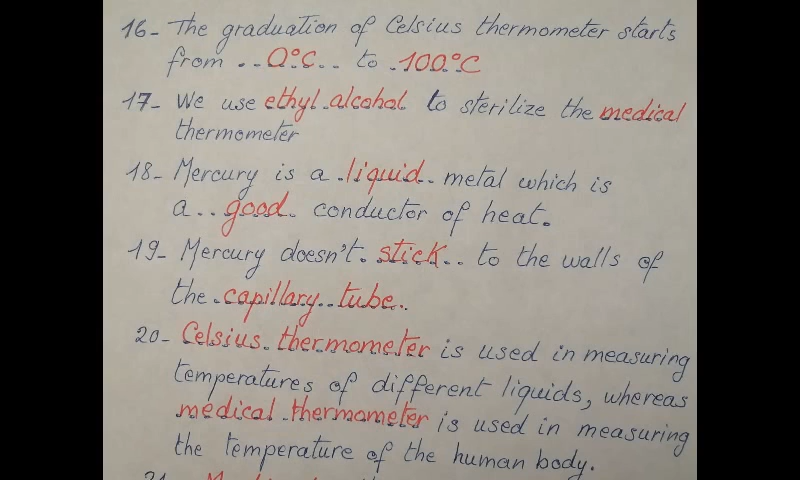 16- The graduation of Celsius thermometer starts
from ..0°C.. to .100°C
17- We use ethyl alcohol to sterilize the medical
thermometer
18- Mercury is a .liquid. metal which is
a..good. conductor of heat.
19- Mercury doesn't. stick.. to the walls of
the .capillary..tube..
20- Celsius. thermometer is used in measuring
temperatures of different liquids, whereas
medical.thermometer is used in measuring
the temperature of the human body.
21-